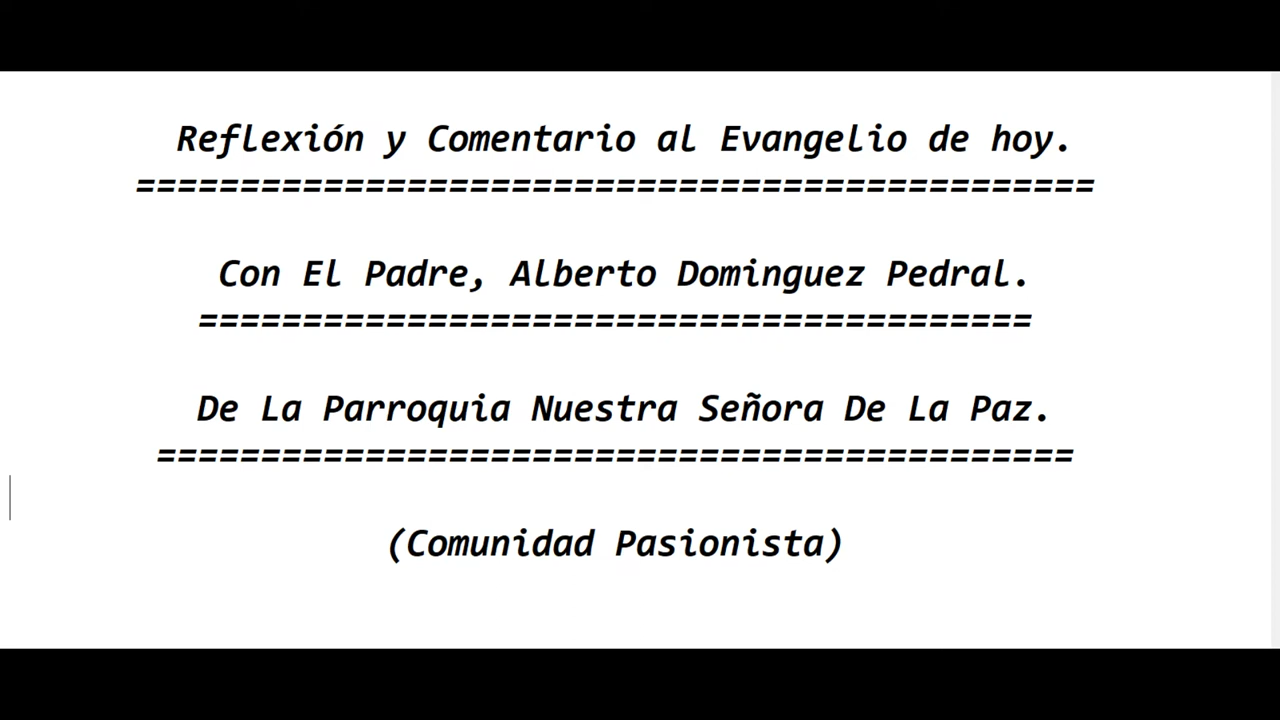 Reflexión y Comentario al Evangelio de hoy.
==============================================
Con El Padre, Alberto Dominguez Pedral.
========================================
De La Parroquia Nuestra Señora De La Paz.
============================================
(Comunidad Pasionista)